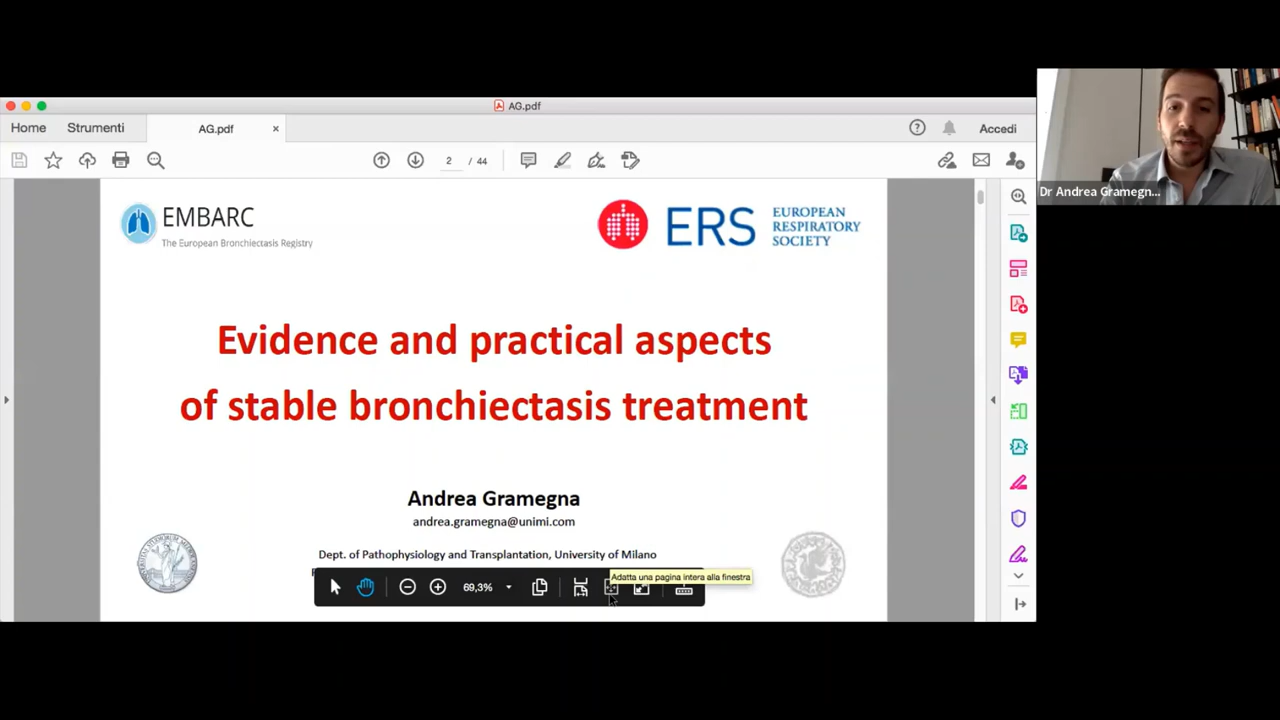 AG.pdf
Home
Strumenti
AG.pdf
Accedi
2 / 44
EMBARC
The European Bronchiectasis Registry
ERS
EUROPEAN
RESPIRATORY
SOCIETY
Evidence and practical aspects
of stable bronchiectasis treatment
Andrea Gramegna
andrea.gramegna@unimi.com
Dept. of Pathophysiology and Transplantation, University of Milano
Adatta una pagina intera alla finestra
69,3%
Dr Andrea Gramegn...